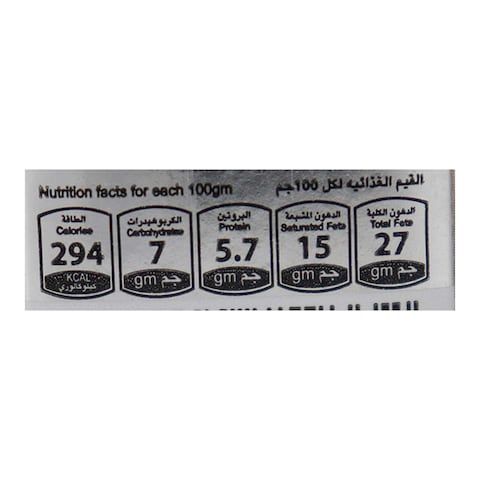 Nutrition facts for each 100gm القيم الغذائيه لكل 100جم
الطاقة الكربوهيدرات البروتين الدهون المشبعة الدهون الكلية
Calories Carbohydrates Protein Saturated Fats Total Fats
294 7 5.7 15 27
KCAL جم gm جم gm جم gm جم gm
كيلوكالوري